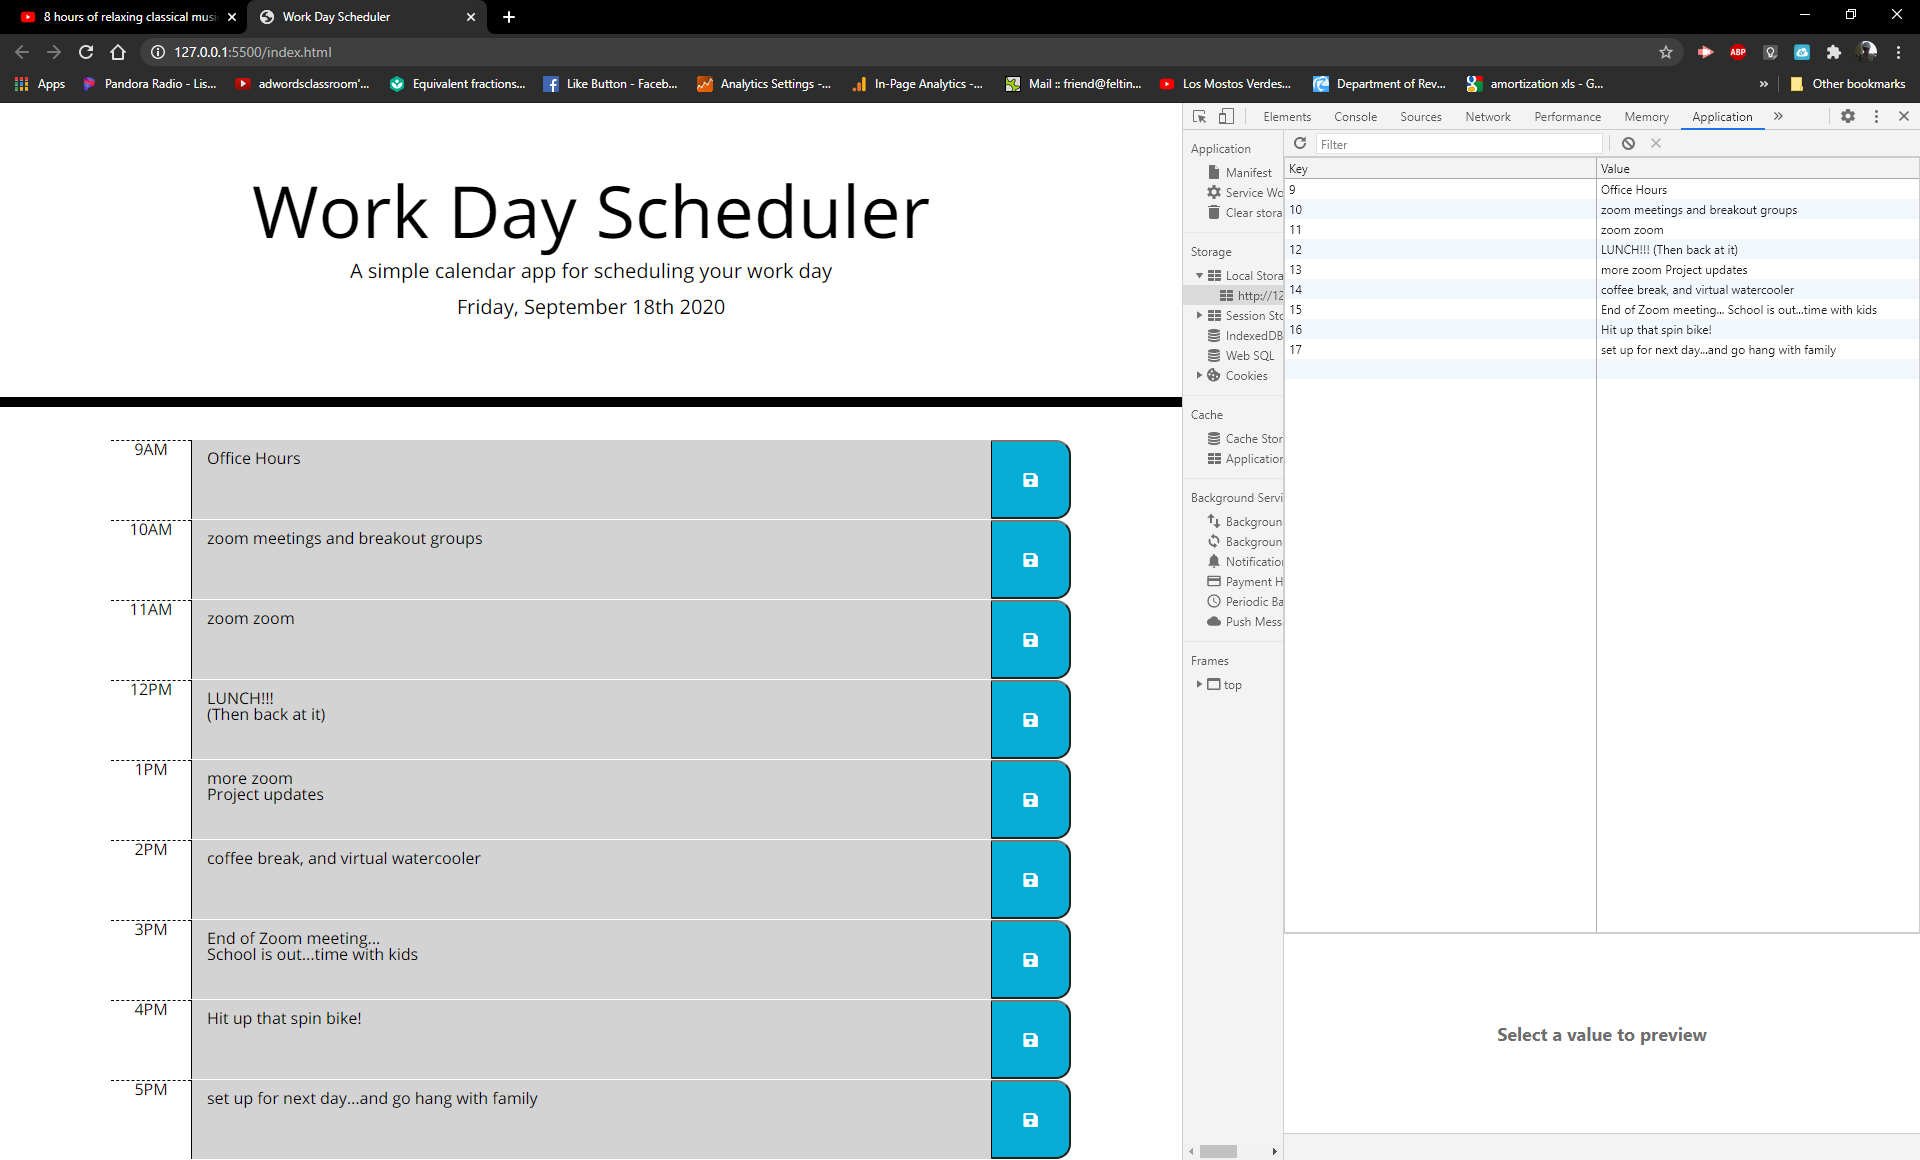 8 hours of relaxing classical musi
Work Day Scheduler
127.0.0.1:5500/index.html
ABP
Apps
Pandora Radio - Lis...
adwordsclassroom'...
Equivalent fractions...
Like Button - Faceb...
Analytics Settings -...
In-Page Analytics -...
Mail :: friend@feltin...
Los Mostos Verdes...
Department of Rev...
amortization xls - G...
»
Other bookmarks
Work Day Scheduler
A simple calendar app for scheduling your work day
Friday, September 18th 2020
9AM
Office Hours
10AM
zoom meetings and breakout groups
11AM
zoom zoom
12PM
LUNCH!!!
(Then back at it)
1PM
more zoom
Project updates
2PM
coffee break, and virtual watercooler
3PM
End of Zoom meeting...
School is out...time with kids
4PM
Hit up that spin bike!
5PM
set up for next day...and go hang with family
Elements
Console
Sources
Network
Performance
Memory
Application
»
Application
Manifest
Service Wo
Clear stora
Storage
Local Stora
http://12
Session Sto
IndexedDB
Web SQL
Cookies
Cache
Cache Stor
Application
Background Servi
Backgroun
Backgroun
Notification
Payment H
Periodic Ba
Push Mess
Frames
top
Filter
Key
Value
9
Office Hours
10
zoom meetings and breakout groups
11
zoom zoom
12
LUNCH!!! (Then back at it)
13
more zoom Project updates
14
coffee break, and virtual watercooler
15
End of Zoom meeting... School is out...time with kids
16
Hit up that spin bike!
17
set up for next day...and go hang with family
Select a value to preview